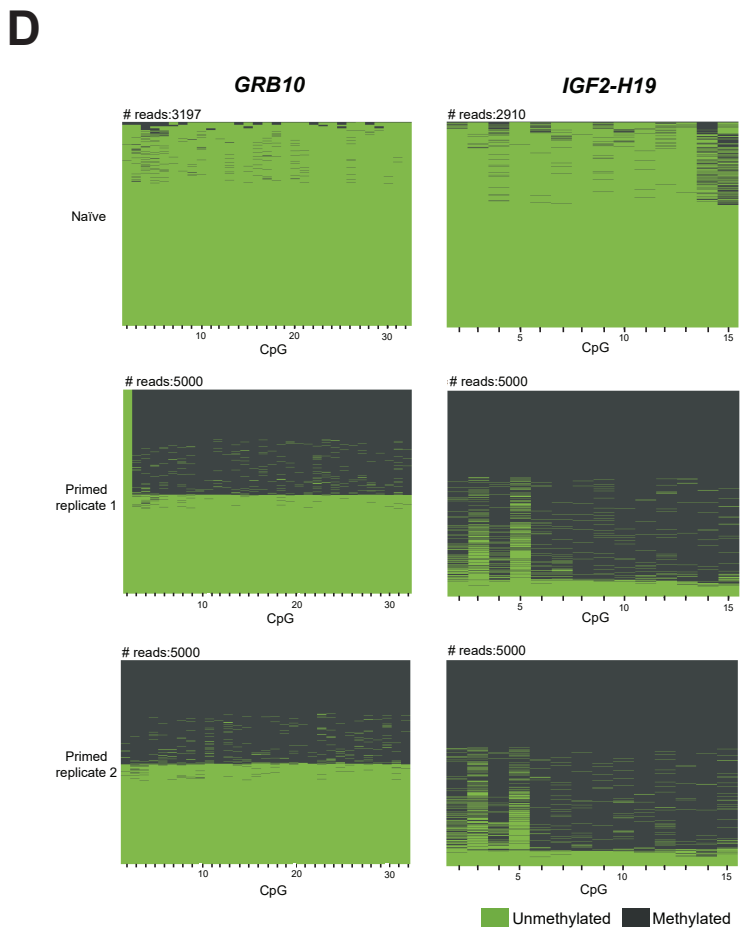 D
GRB10
IGF2-H19
# reads:3197
# reads:2910
Naïve
10
20
30
5
10
15
CpG
CpG
# reads:5000
# reads:5000
Primed
replicate 1
10
20
30
5
10
15
CpG
CpG
# reads:5000
# reads:5000
Primed
replicate 2
10
20
30
5
10
15
CpG
CpG
Unmethylated
Methylated